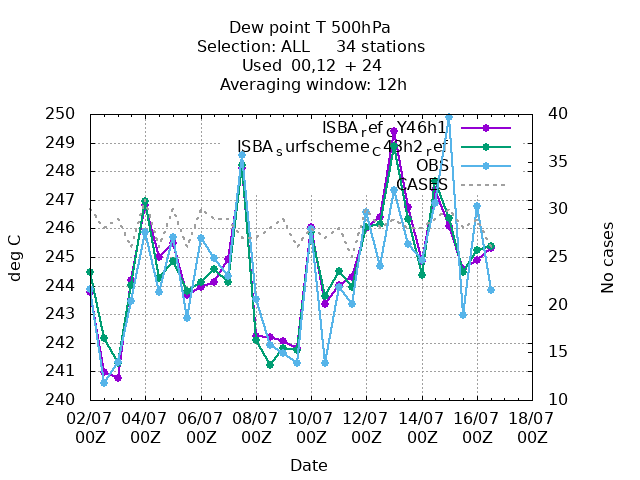 Dew point T 500hPa
Selection: ALL 34 stations
Used 00,12 + 24
Averaging window: 12h
250
249
248
247
246
245
244
243
242
241
240
40
35
30
25
20
15
10
deg C
No cases
ISBA_ref_CY46h1
ISBA_surfscheme_C43h2_ref
OBS
CASES
02/07 04/07 06/07 08/07 10/07 12/07 14/07 16/07 18/07
00Z 00Z 00Z 00Z 00Z 00Z 00Z 00Z 00Z
Date